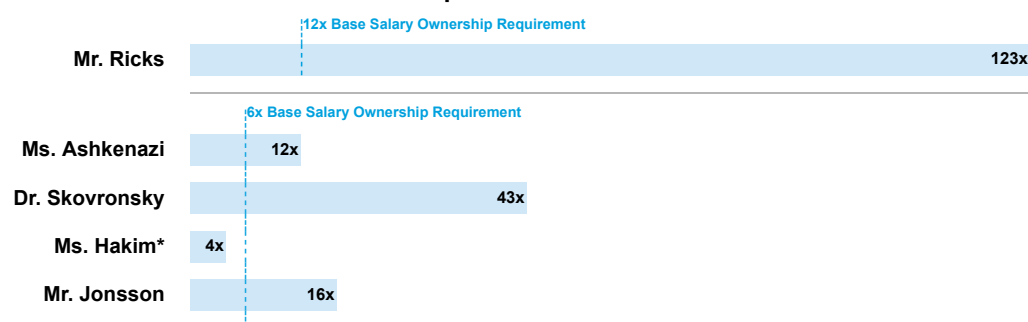 12x Base Salary Ownership Requirement
Mr. Ricks 123x
6x Base Salary Ownership Requirement
Ms. Ashkenazi 12x
Dr. Skovronsky 43x
Ms. Hakim* 4x
Mr. Jonsson 16x